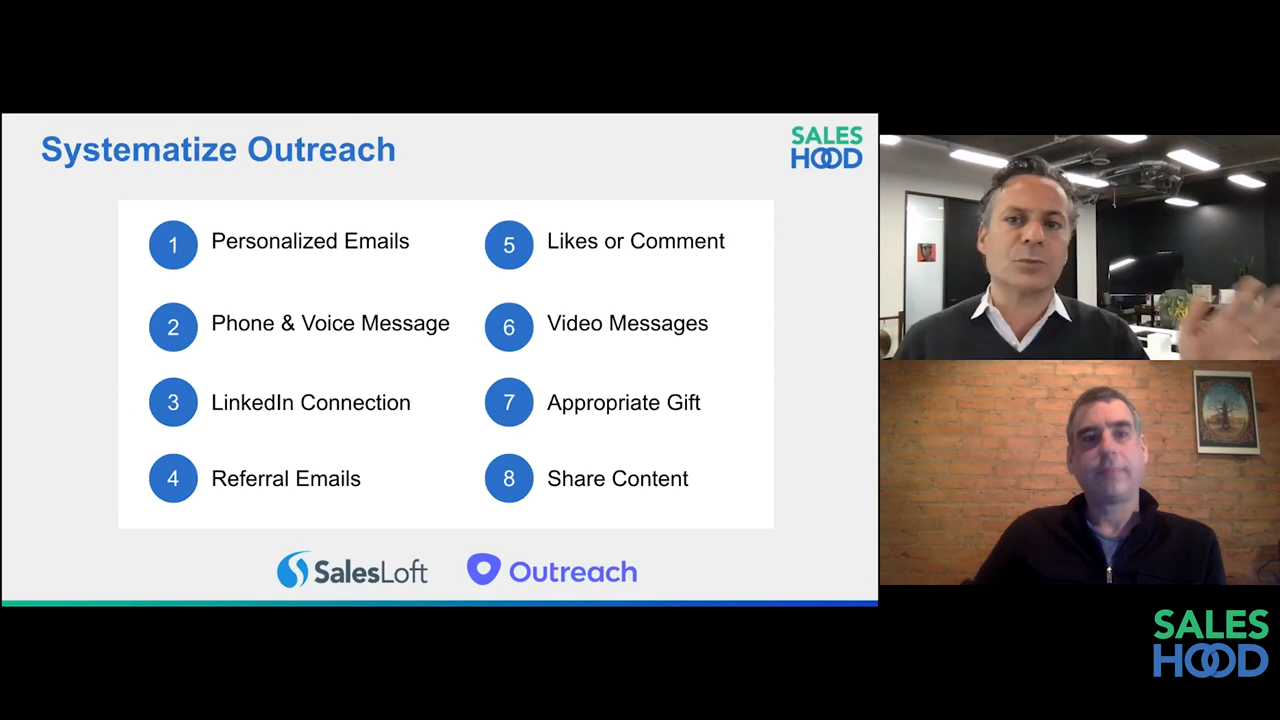 Systematize Outreach
SALES
HOOD
1 Personalized Emails
2 Phone & Voice Message
3 LinkedIn Connection
4 Referral Emails
5 Likes or Comment
6 Video Messages
7 Appropriate Gift
8 Share Content
SalesLoft
Outreach
SALES
HOOD